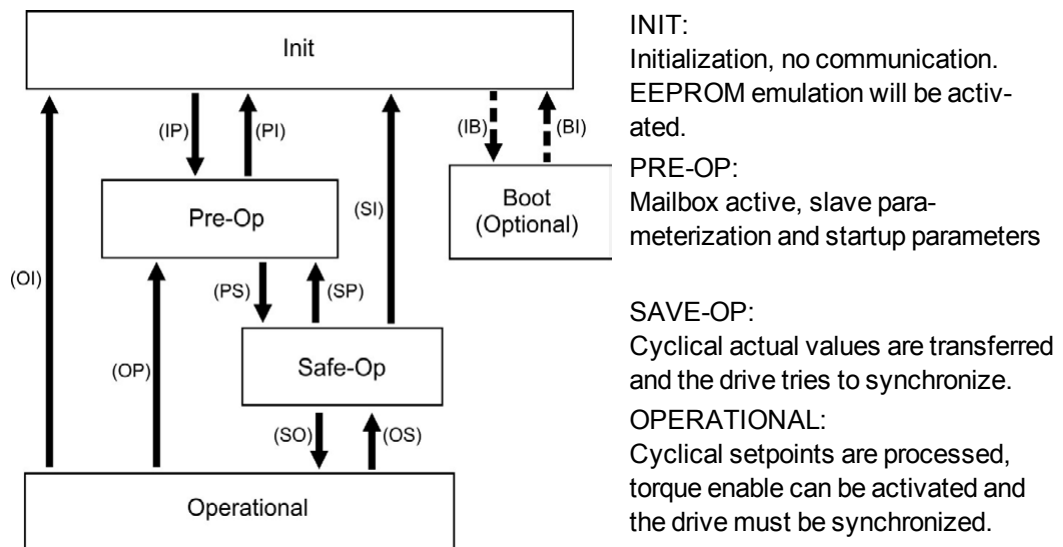 Init
(IP)
(PI)
(SI)
(IB)
(BI)
Pre-Op
Boot
(Optional)
(OI)
(OP)
(PS)
(SP)
Safe-Op
(SO)
(OS)
Operational
INIT:
Initialization, no communication.
EEPROM emulation will be activ-
ated.
PRE-OP:
Mailbox active, slave para-
meterization and startup parameters
SAVE-OP:
Cyclical actual values are transferred
and the drive tries to synchronize.
OPERATIONAL:
Cyclical setpoints are processed,
torque enable can be activated and
the drive must be synchronized.